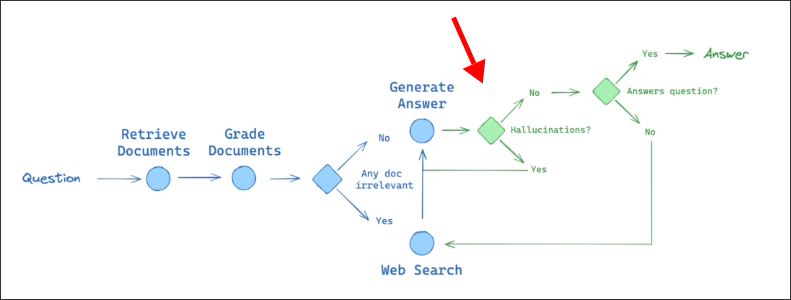 Question
Retrieve
Documents
Grade
Documents
Any doc
irrelevant
No
Yes
Generate
Answer
Web Search
Hallucinations?
No
Yes
Answers question?
Yes
No
Answer